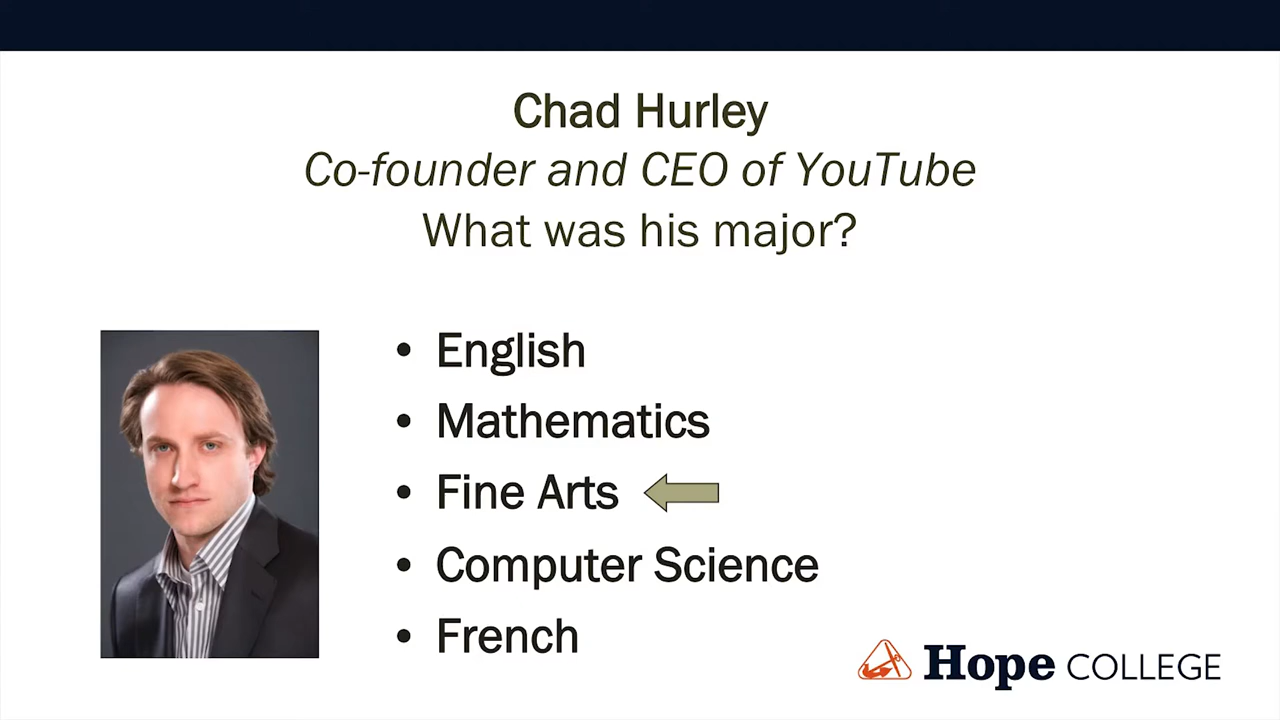 Chad Hurley
Co-founder and CEO of YouTube
What was his major?
• English
• Mathematics
• Fine Arts
• Computer Science
• French
Hope COLLEGE